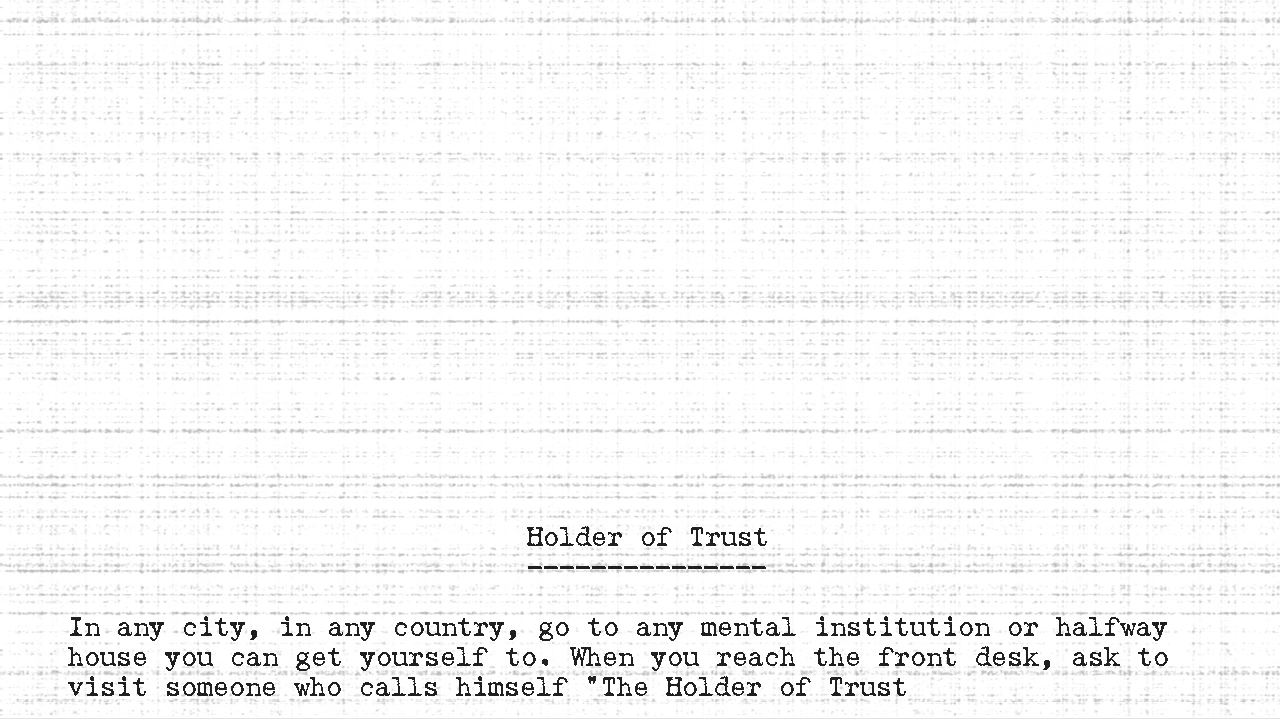 Holder of Trust
---------------
In any city, in any country, go to any mental institution or halfway
house you can get yourself to. When you reach the front desk, ask to
visit someone who calls himself "The Holder of Trust